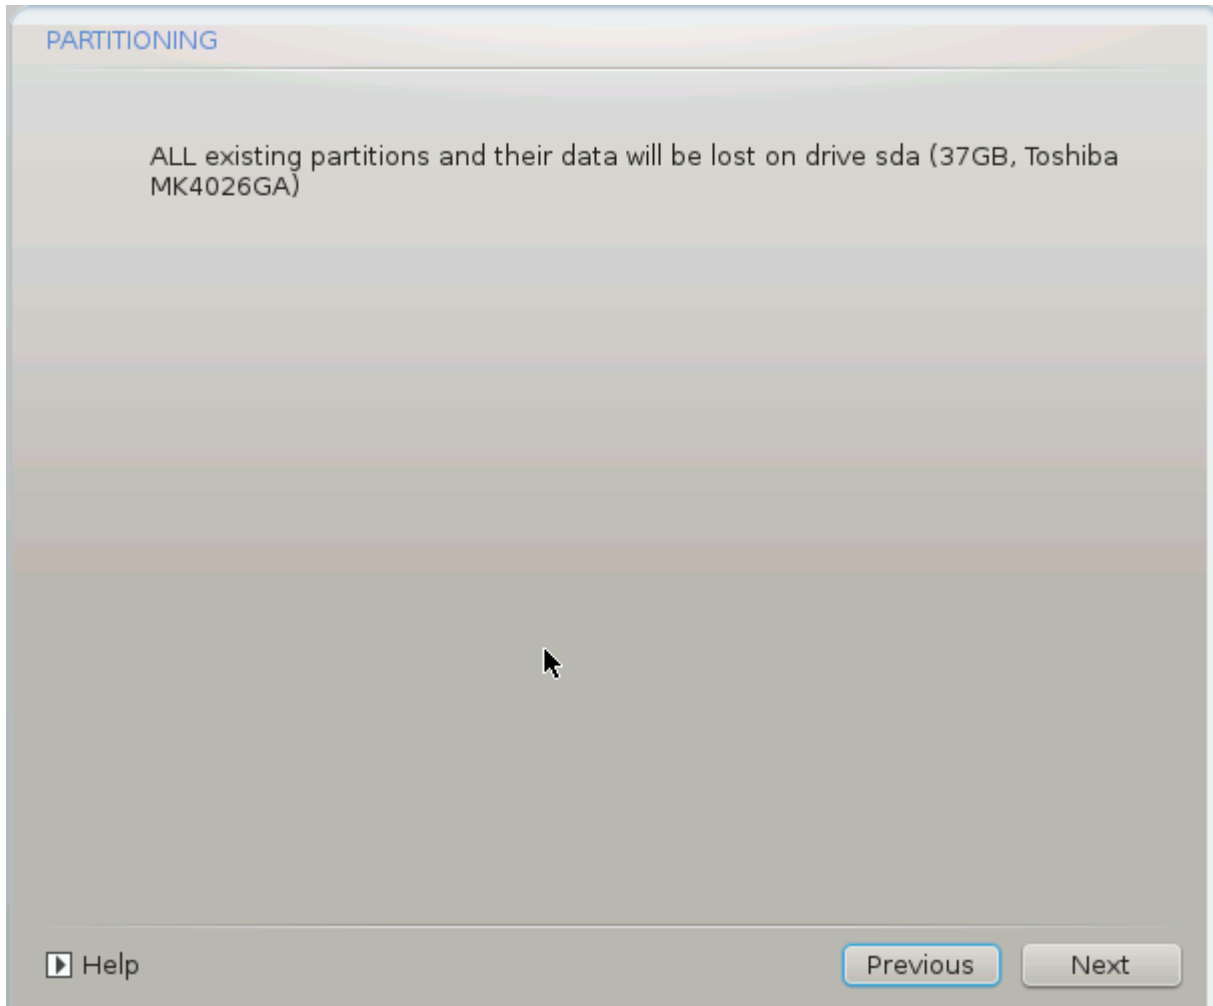 PARTITIONING
ALL existing partitions and their data will be lost on drive sda (37GB, Toshiba
MK4026GA)
Help
Previous
Next